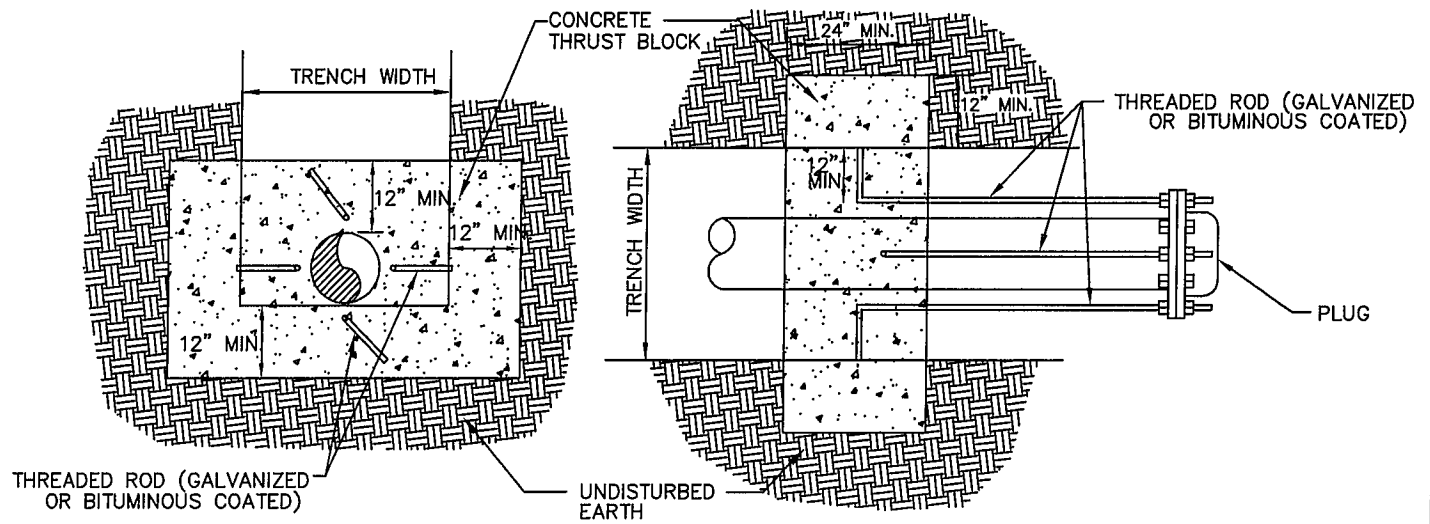 CONCRETE
THRUST BLOCK
TRENCH WIDTH
12" MIN.
12" MIN.
12" MIN.
THREADED ROD (GALVANIZED
OR BITUMINOUS COATED)
UNDISTURBED
EARTH
24" MIN.
12" MIN.
12"
MIN.
TRENCH WIDTH
THREADED ROD (GALVANIZED
OR BITUMINOUS COATED)
PLUG